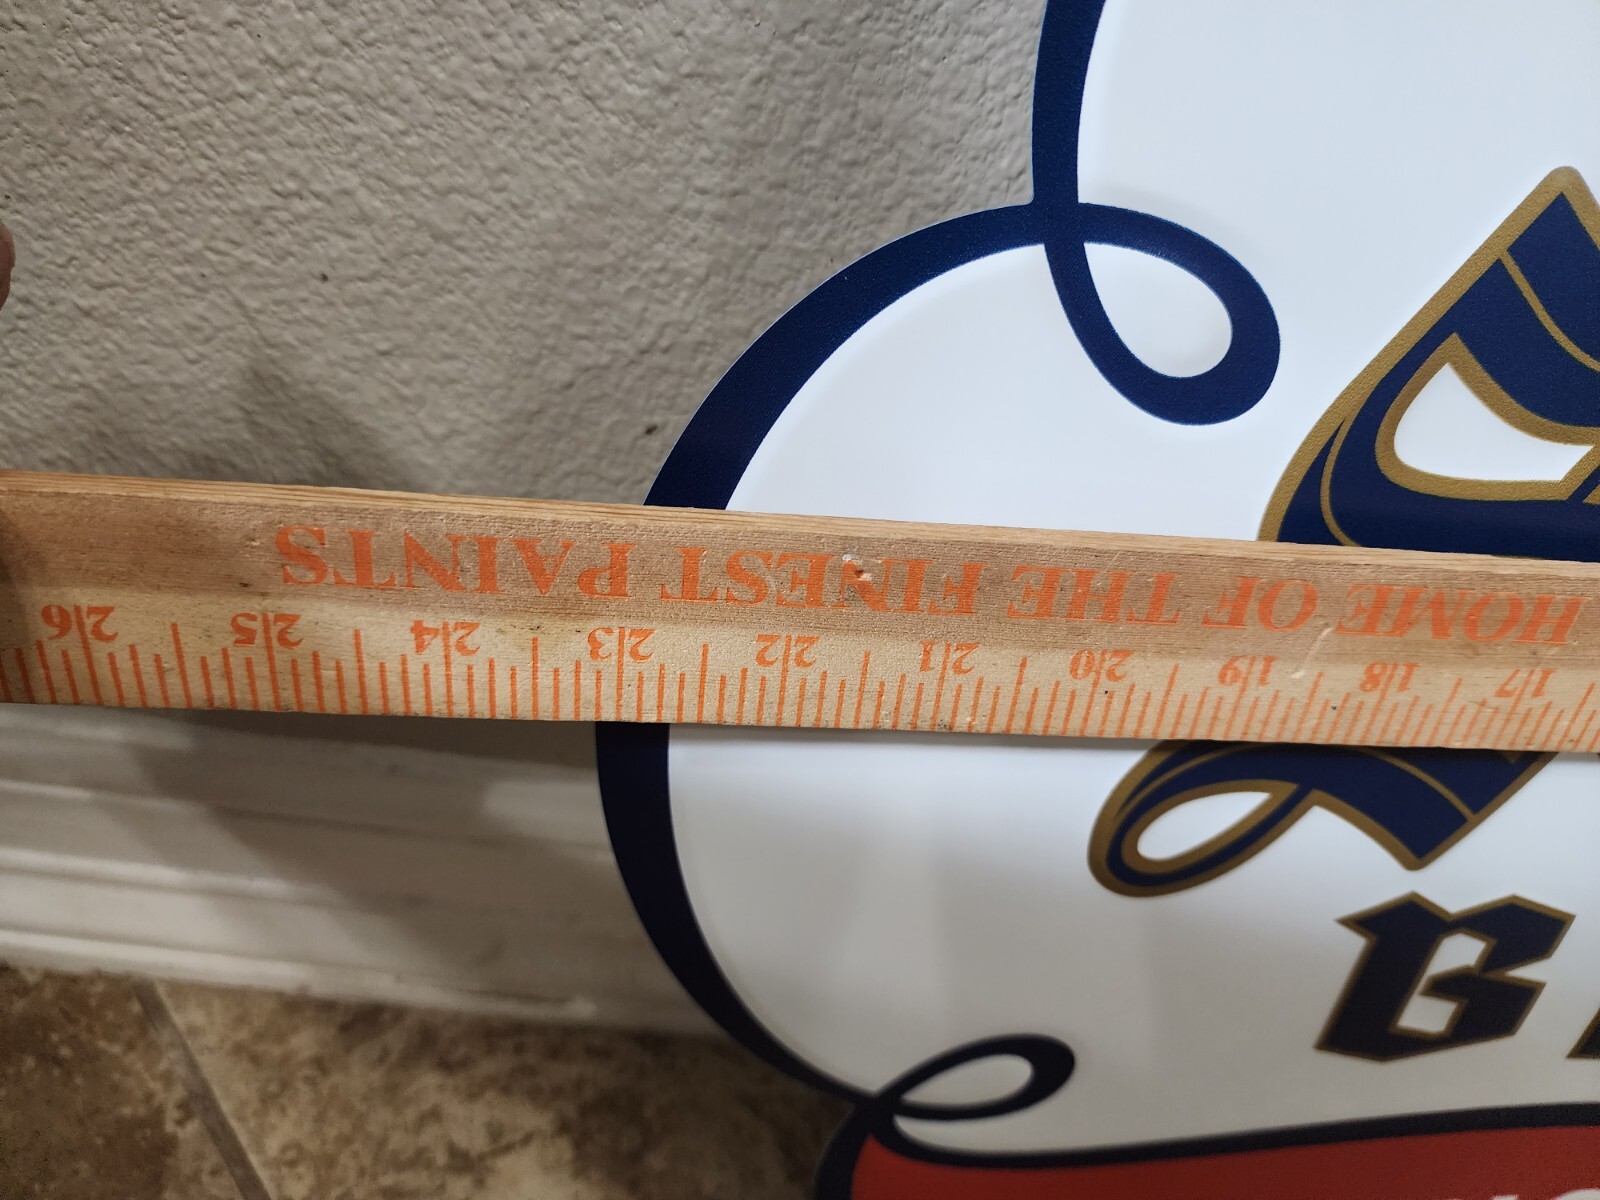 HOME OF THE FINEST PAINTS
17 18 19 20 21 22 23 24 25 26
G